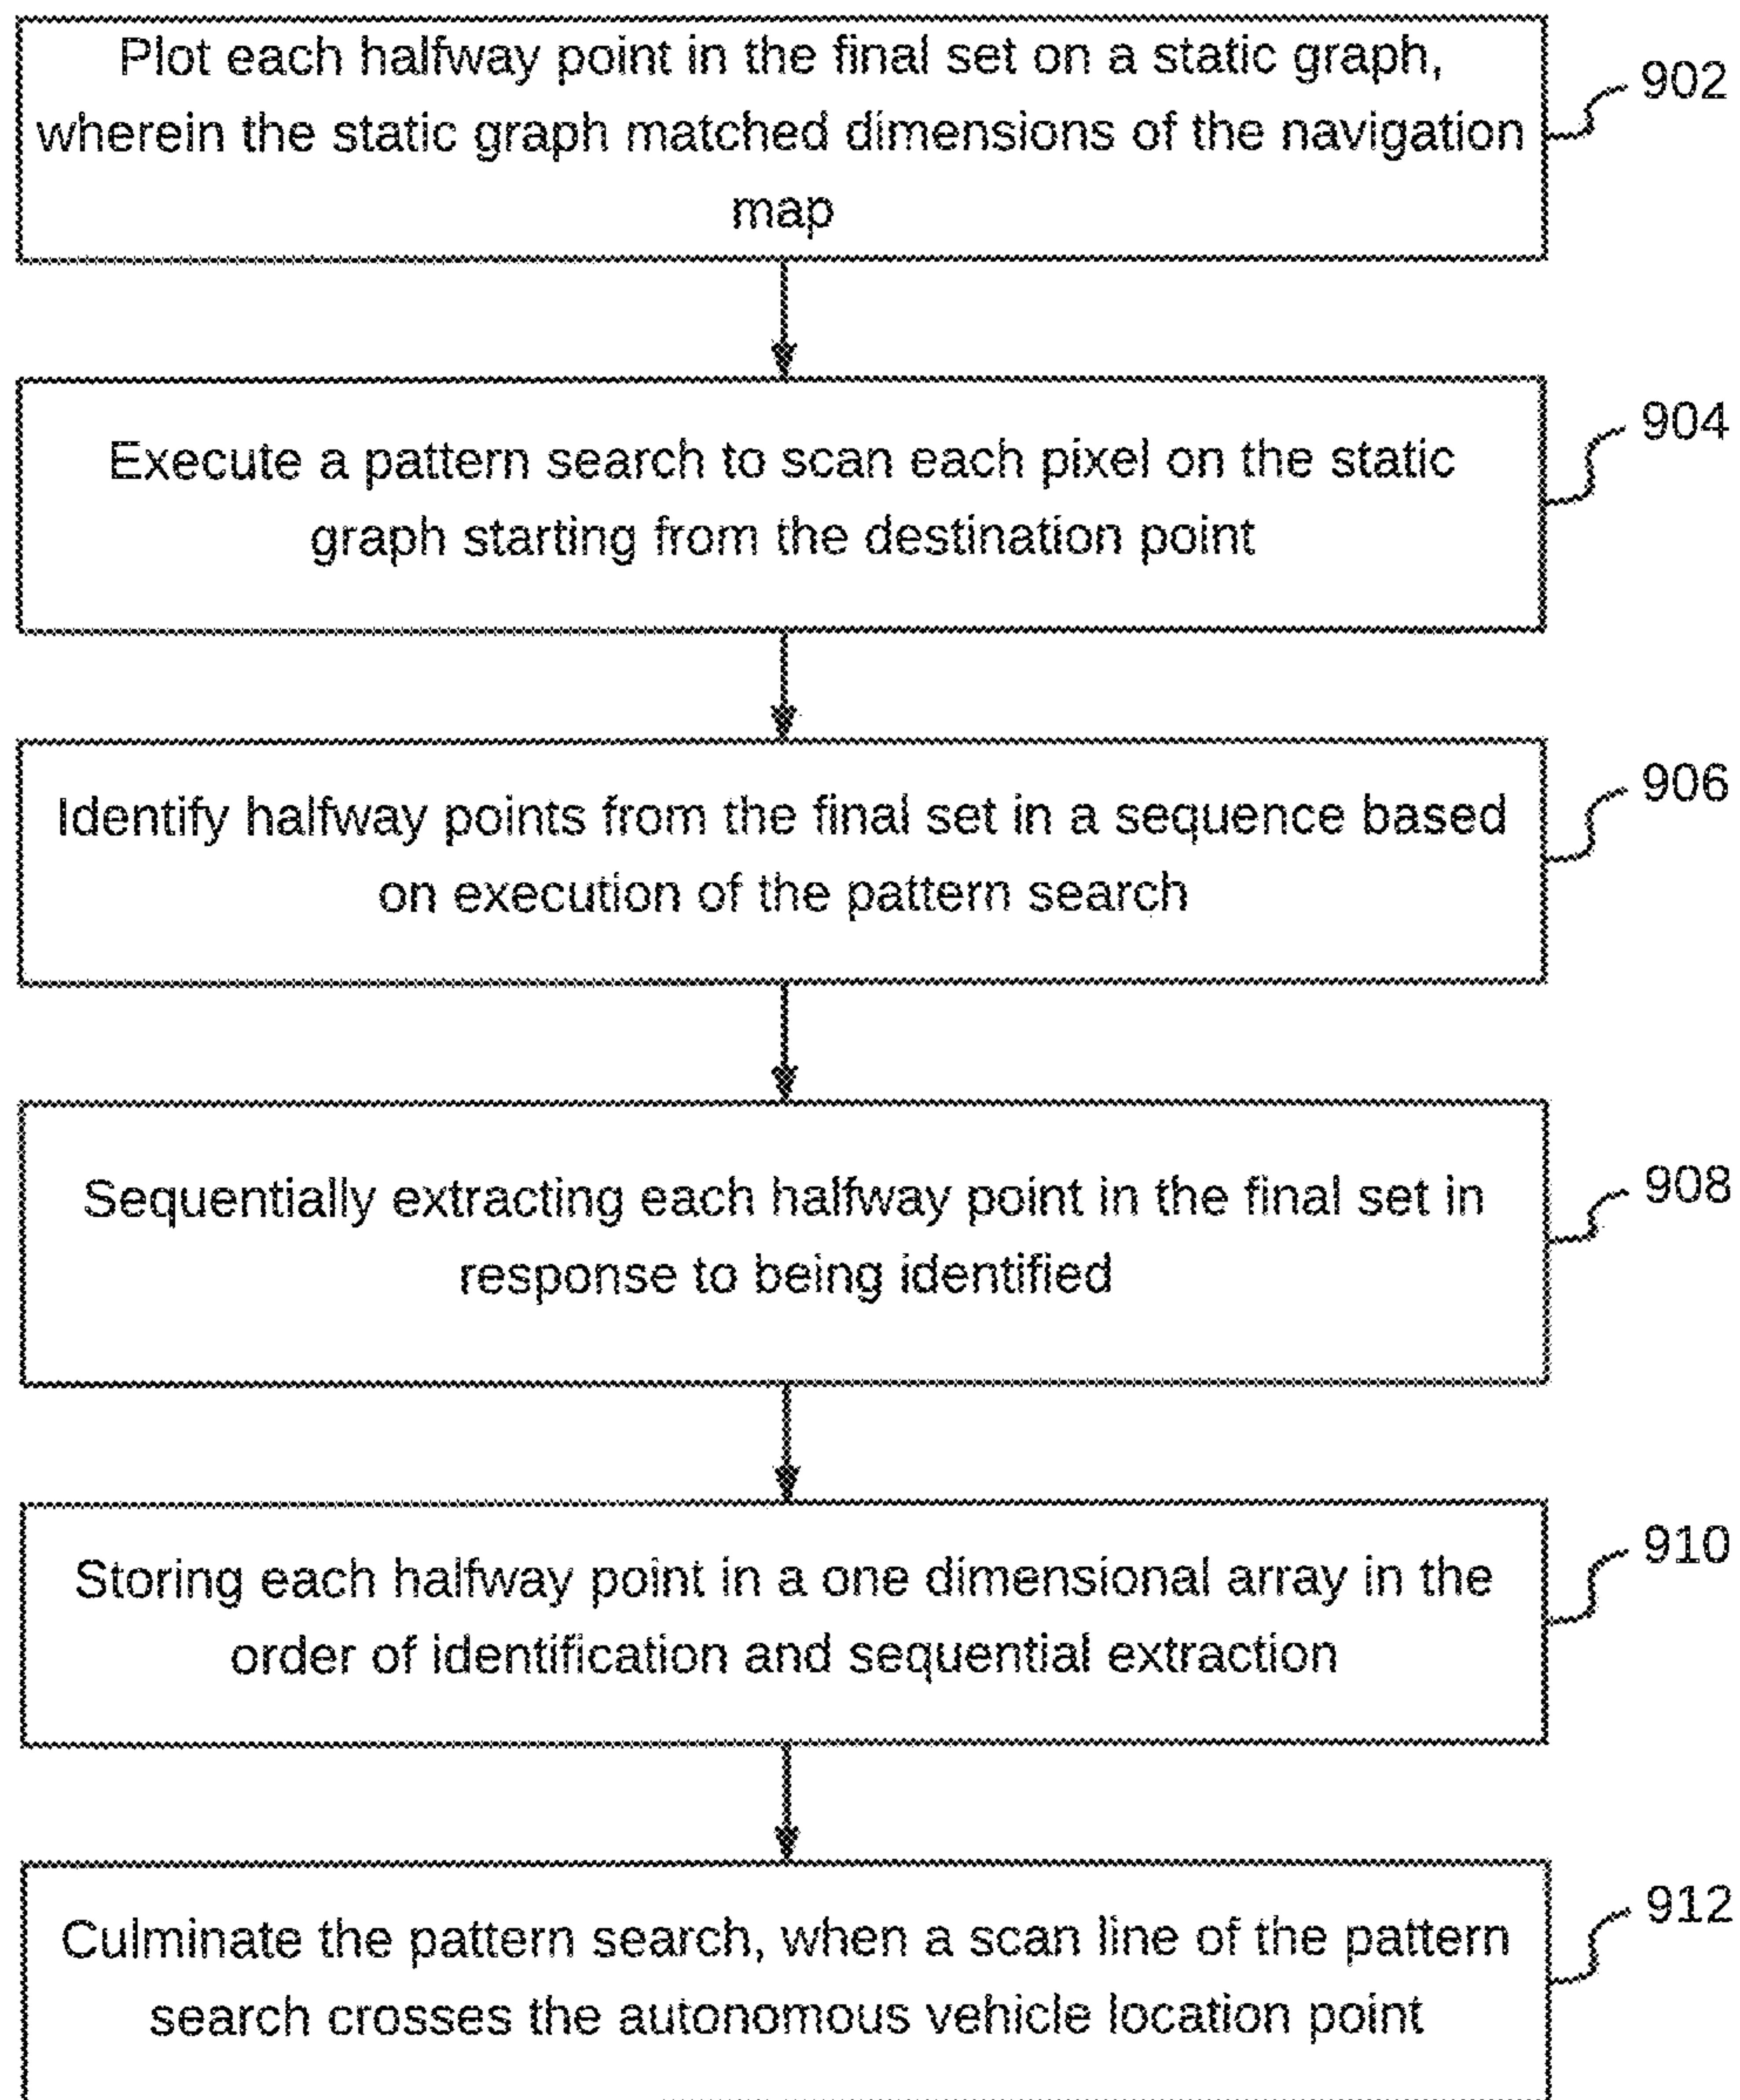 Plot each halfway point in the final set on a static graph,
902
wherein the static graph matched dimensions of the navigation
map
Execute a pattern search to scan each pixel on the static
904
graph starting from the destination point
Identify halfway points from the final set in a sequence based
906
on execution of the pattern search
Sequentially extracting each halfway point in the final set in
908
response to being identified
Storing each halfway point in a one dimensional array in the
910
order of identification and sequential extraction
Culminate the pattern search, when a scan line of the pattern
912
search crosses the autonomous vehicle location point